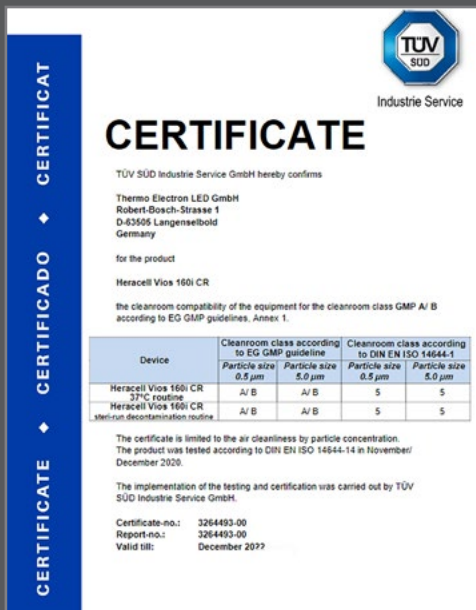 TÜV
SÜD
Industrie Service
CERTIFICATE ◆ CERTIFICADO ◆ CERTIFICAT
CERTIFICATE
TÜV SÜD Industrie Service GmbH hereby confirms
Thermo Electron LED GmbH
Robert-Bosch-Strasse 1
D-63505 Langenselbold
Germany
for the product
Heracell Vios 160i CR
the cleanroom compatibility of the equipment for the cleanroom class GMP A/ B
according to EG GMP guidelines, Annex 1.
Device
Cleanroom class according
to EG GMP guideline
Cleanroom class according
to DIN EN ISO 14644-1
Particle size
0.5 µm
Particle size
5.0 µm
Particle size
0.5 µm
Particle size
5.0 µm
Heracell Vios 160i CR
37°C routine
A/ B
A/ B
5
5
Heracell Vios 160i CR
steri-run decontamination routine
A/ B
A/ B
5
5
The certificate is limited to the air cleanliness by particle concentration.
The product was tested according to DIN EN ISO 14644-14 in November/
December 2020.
The implementation of the testing and certification was carried out by TÜV
SÜD Industrie Service GmbH.
Certificate-no.: 3264493-00
Report-no.: 3264493-00
Valid till: December